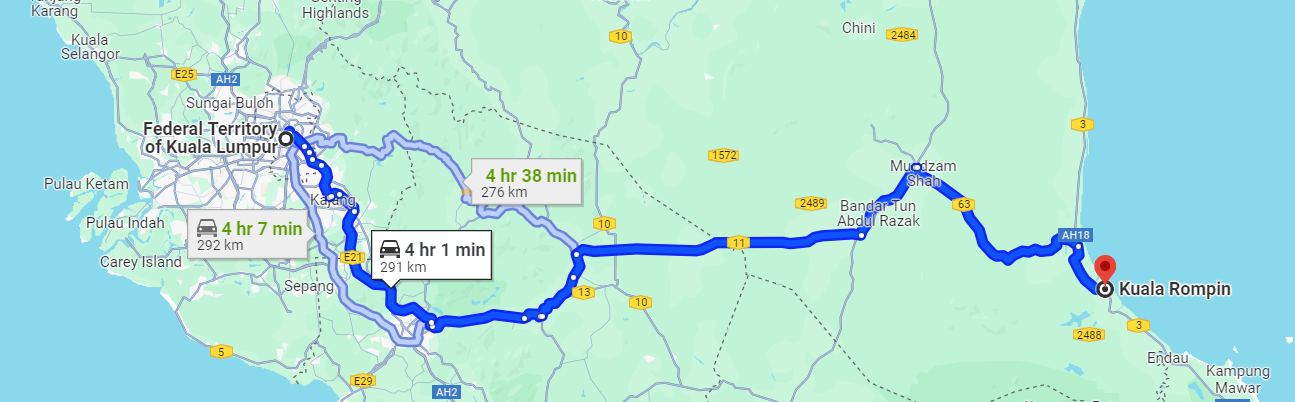 Karang
Genting
Highlands
Kuala
Selangor
10
Chini
2484
E25
AH2
Sungai Buloh
3
Federal Territory
of Kuala Lumpur
1572
4 hr 38 min
276 km
Muadzam
Shah
Pulau Ketam
Kajang
2489
Bandar Tun
Abdul Razak
63
Pulau Indah
4 hr 7 min
292 km
10
11
AH18
4 hr 1 min
291 km
E21
Carey Island
Sepang
13
10
Kuala Rompin
3
2488
5
Endau
E29
AH2
Kampung
Mawar